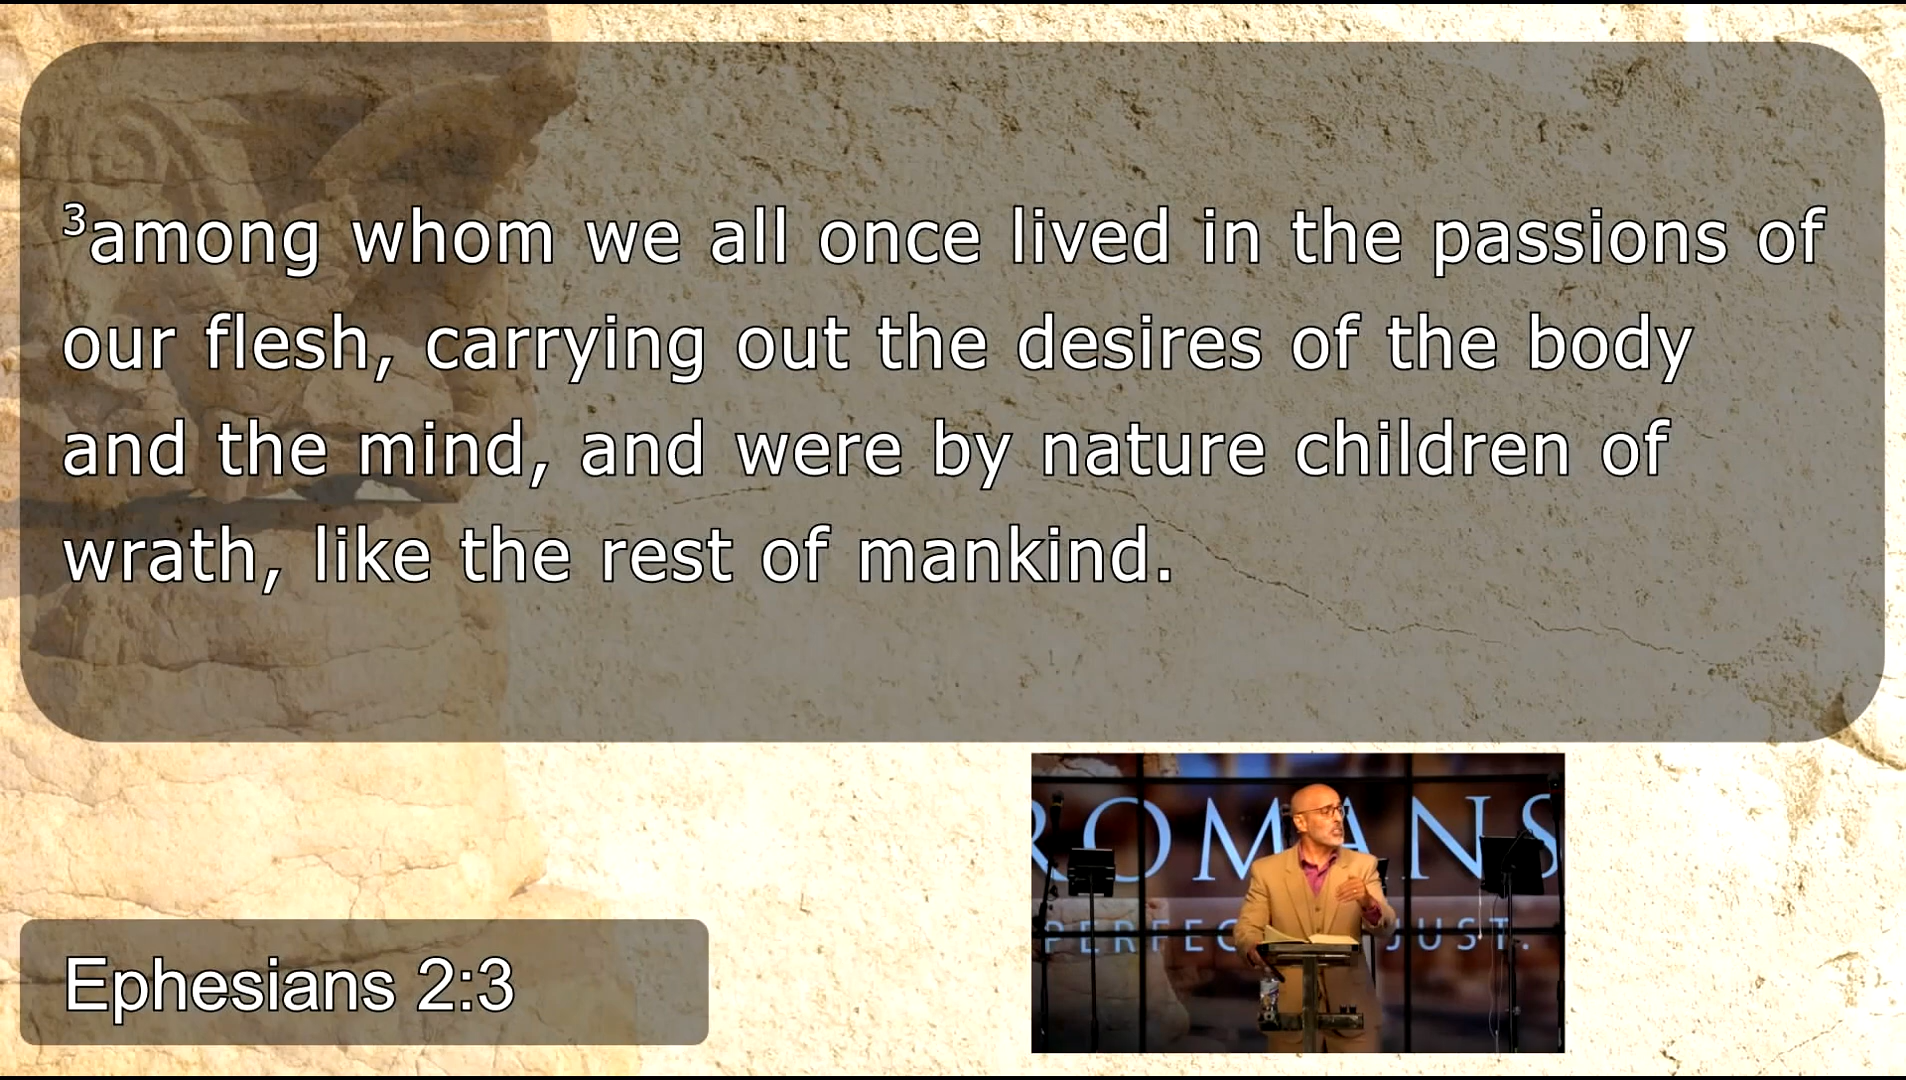 ³among whom we all once lived in the passions of
our flesh, carrying out the desires of the body
and the mind, and were by nature children of
wrath, like the rest of mankind.
ROMANS
PERFEC JUST.
Ephesians 2:3